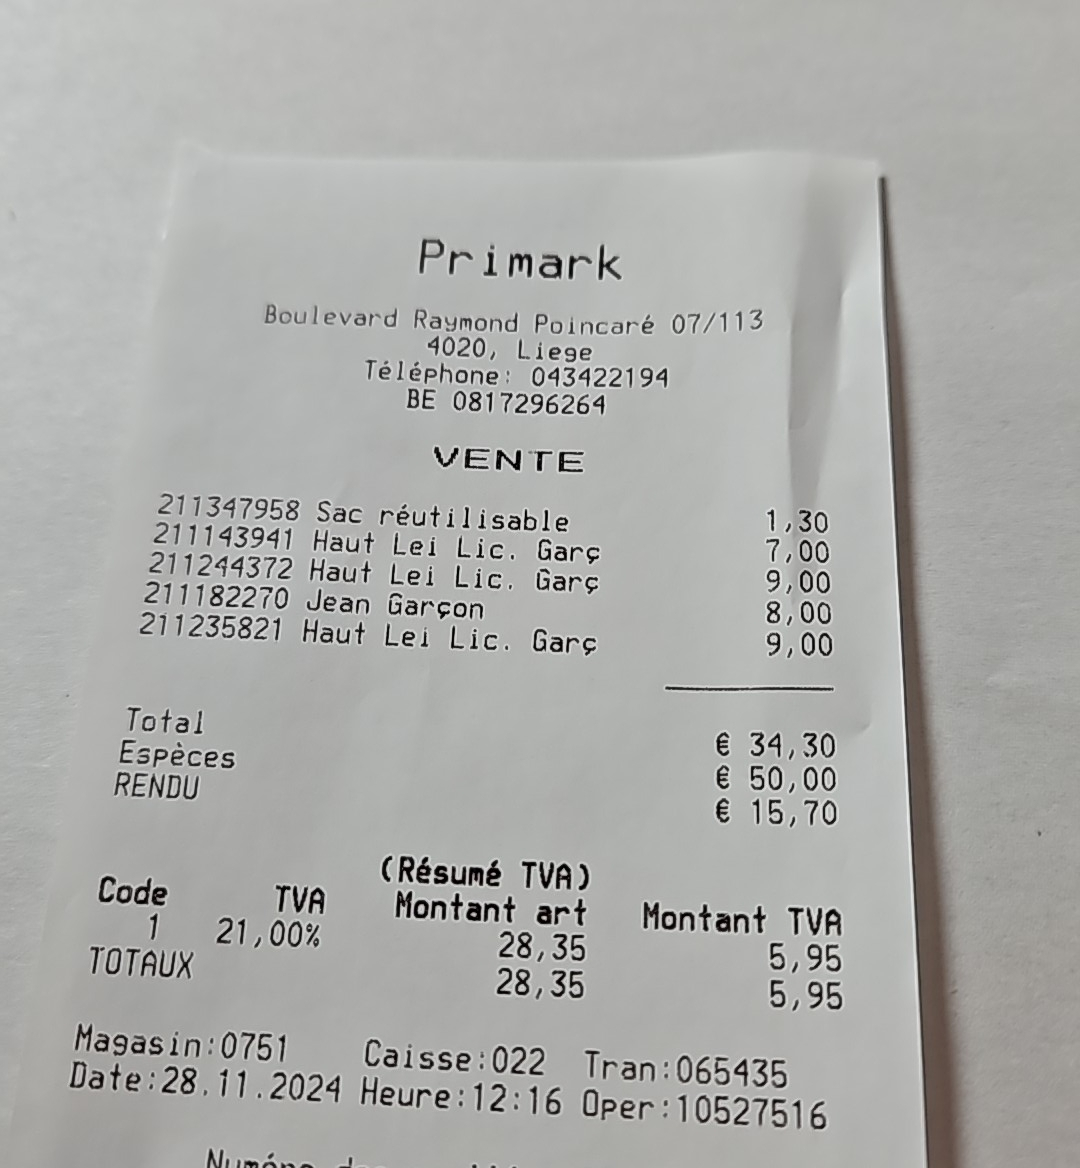 Primark
Boulevard Raymond Poincaré 07/113
4020, Liege
Téléphone: 043422194
BE 0817296264
VENTE
211347958 Sac réutilisable 1,30
211143941 Haut Lei Lic. Garç 7,00
211244372 Haut Lei Lic. Garç 9,00
211182270 Jean Garçon 8,00
211235821 Haut Lei Lic. Garç 9,00
Total € 34,30
Espèces € 50,00
RENDU € 15,70
(Résumé TVA)
Code TVA Montant art Montant TVA
1 21,00% 28,35 5,95
TOTAUX 28,35 5,95
Magasin:0751 Caisse:022 Tran:065435
Date:28.11.2024 Heure:12:16 Oper:10527516